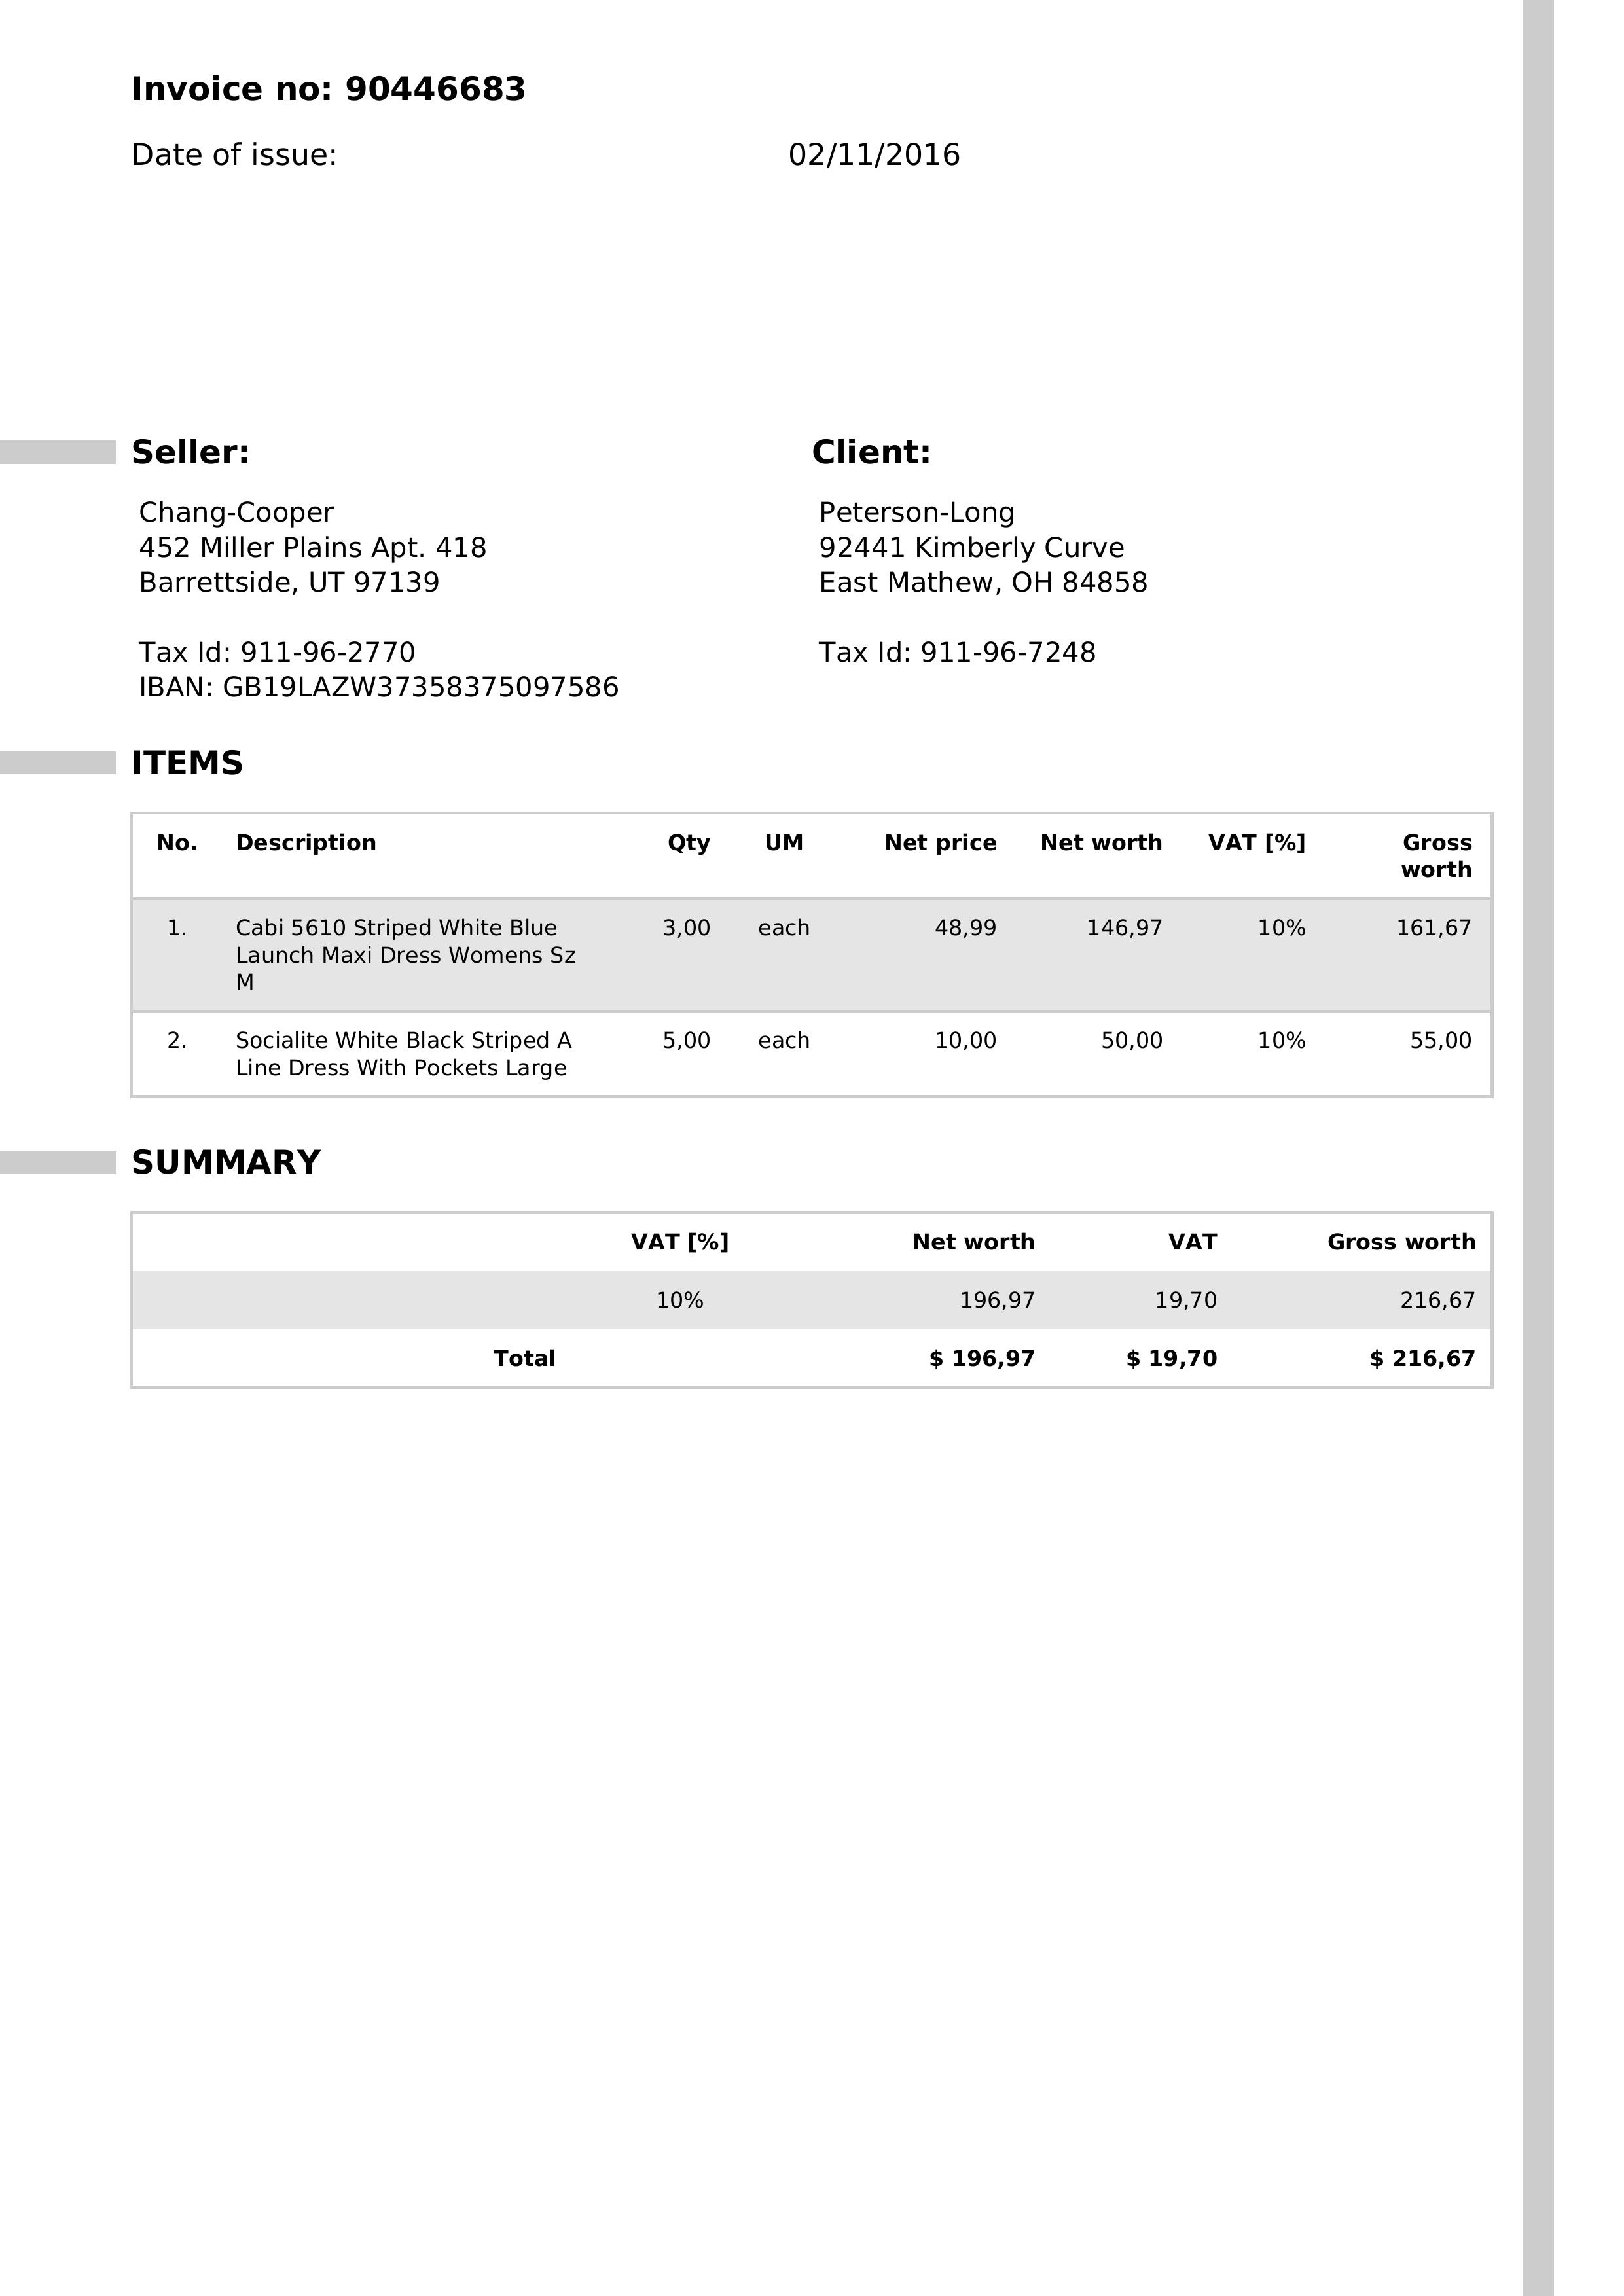 Invoice no: 90446683
Date of issue: 02/11/2016
Seller: Client:
Chang-Cooper Peterson-Long
452 Miller Plains Apt. 418 92441 Kimberly Curve
Barrettside, UT 97139 East Mathew, OH 84858
Tax Id: 911-96-2770 Tax Id: 911-96-7248
IBAN: GB19LAZW37358375097586
ITEMS
No. Description Qty UM Net price Net worth VAT [%] Gross
worth
1. Cabi 5610 Striped White Blue 3,00 each 48,99 146,97 10% 161,67
Launch Maxi Dress Womens Sz
M
2. Socialite White Black Striped A 5,00 each 10,00 50,00 10% 55,00
Line Dress With Pockets Large
SUMMARY
VAT [%] Net worth VAT Gross worth
10% 196,97 19,70 216,67
Total $ 196,97 $ 19,70 $ 216,67